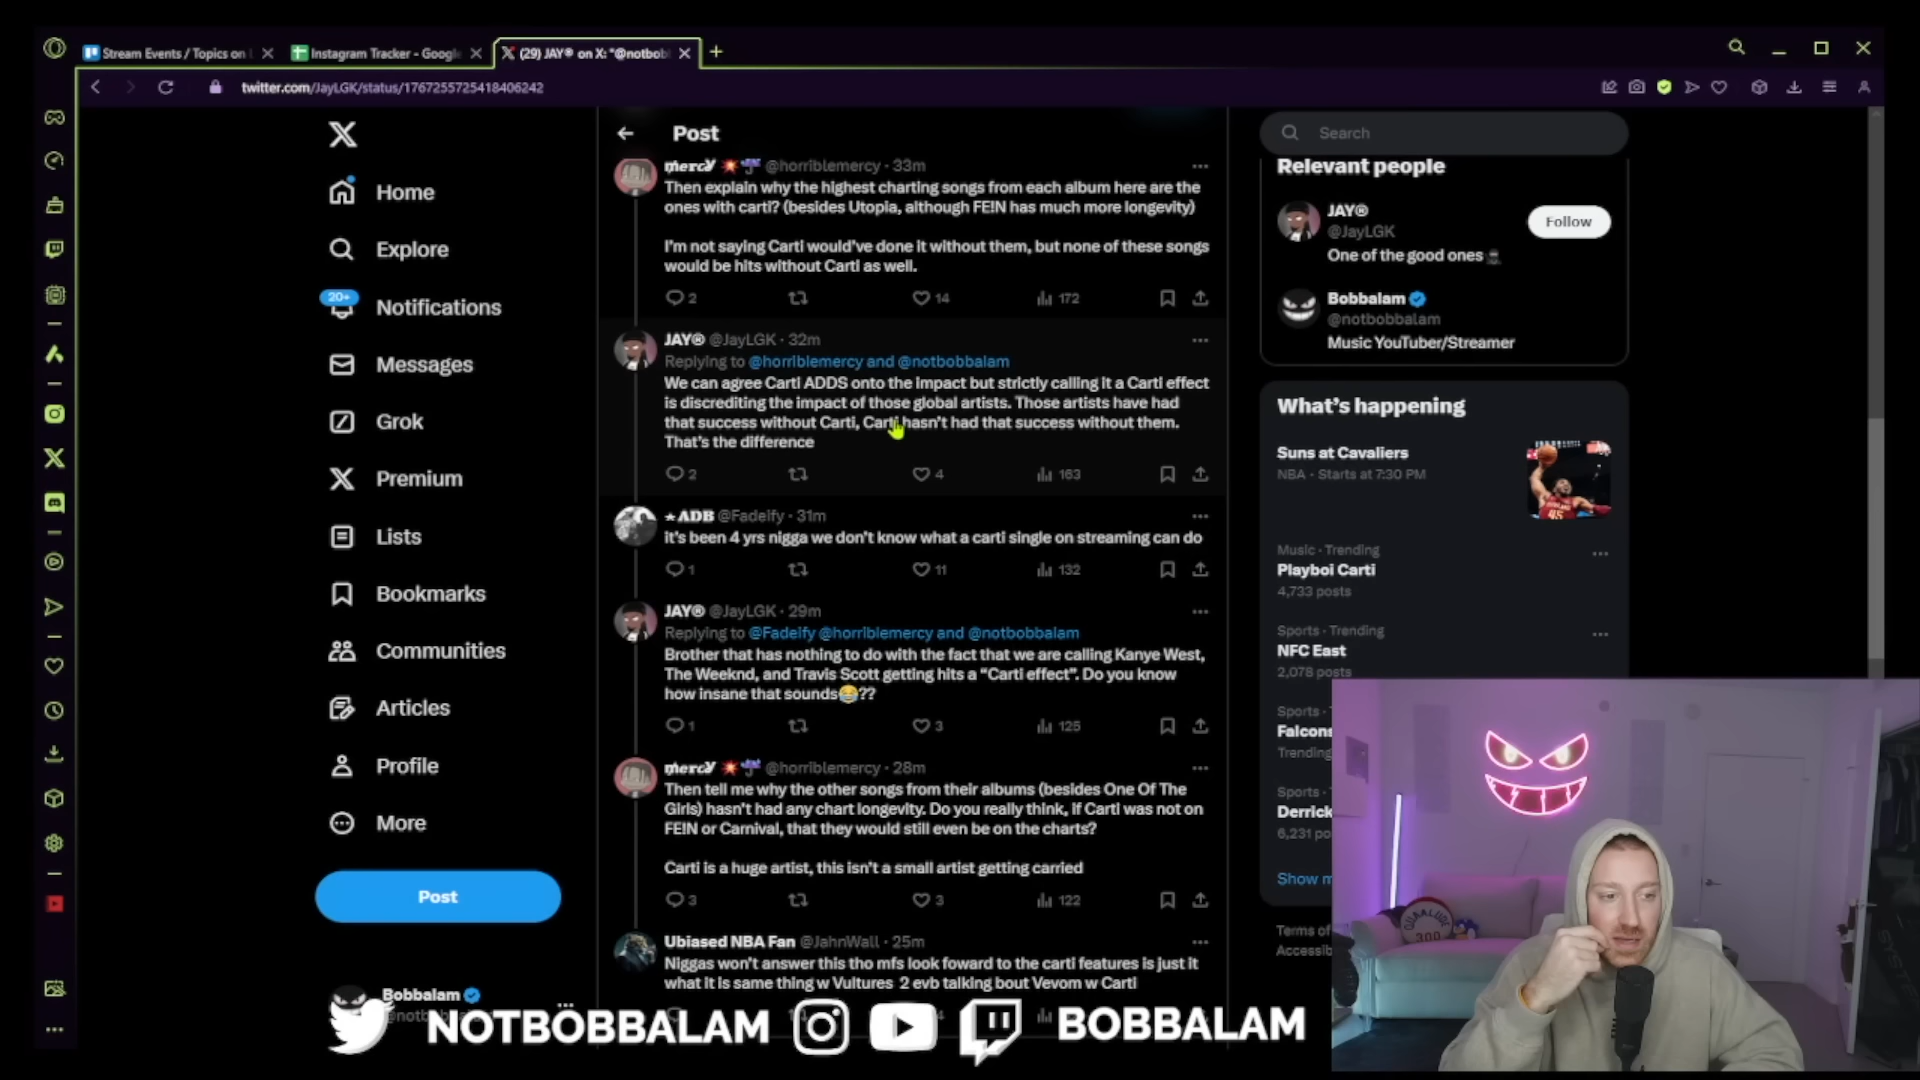 Stream Events / Topics on
Instagram Tracker - Google
(29) JAY® on X: "@notbob
twitter.com/JayLGK/status/1767255725418406242
Home
Explore
20+
Notifications
Messages
Grok
Premium
Lists
Bookmarks
Communities
Articles
Profile
More
Post
Bobbalam
Post
mercy @horriblemercy · 33m
Then explain why the highest charting songs from each album here are the
ones with carti? (besides Utopia, although FE!N has much more longevity)
I'm not saying Carti would've done it without them, but none of these songs
would be hits without Carti as well.
2 14 172
JAY® @JayLGK · 32m
Replying to @horriblemercy and @notbobbalam
We can agree Carti ADDS onto the impact but strictly calling it a Carti effect
is discrediting the impact of those global artists. Those artists have had
that success without Carti, Carti hasn't had that success without them.
That's the difference
2 4 163
ADB @Fadeify · 31m
it's been 4 yrs nigga we don't know what a carti single on streaming can do
1 11 132
JAY® @JayLGK · 29m
Replying to @Fadeify @horriblemercy and @notbobbalam
Brother that has nothing to do with the fact that we are calling Kanye West,
The Weeknd, and Travis Scott getting hits a "Carti effect". Do you know
how insane that sounds😂??
1 3 125
mercy @horriblemercy · 28m
Then tell me why the other songs from their albums (besides One Of The
Girls) hasn't had any chart longevity. Do you really think, if Carti was not on
FE!N or Carnival, that they would still even be on the charts?
Carti is a huge artist, this isn't a small artist getting carried
3 3 122
Ubiased NBA Fan @JahnWall · 25m
Niggas won't answer this tho mfs look foward to the carti features is just it
what it is same thing w Vultures 2 evb talking bout Vevom w Carti
Search
Relevant people
JAY®
@JayLGK
Follow
One of the good ones
Bobbalam
@notbobbalam
Music YouTuber/Streamer
What's happening
Suns at Cavaliers
NBA · Starts at 7:30 PM
Music · Trending
Playboi Carti
4,733 posts
Sports · Trending
NFC East
2,078 posts
Sports ·
Falcons
Trending
Sports ·
Derrick
6,231 po
Show m
Terms of
Accessib
300
NOTBOBBALAM
BOBBALAM